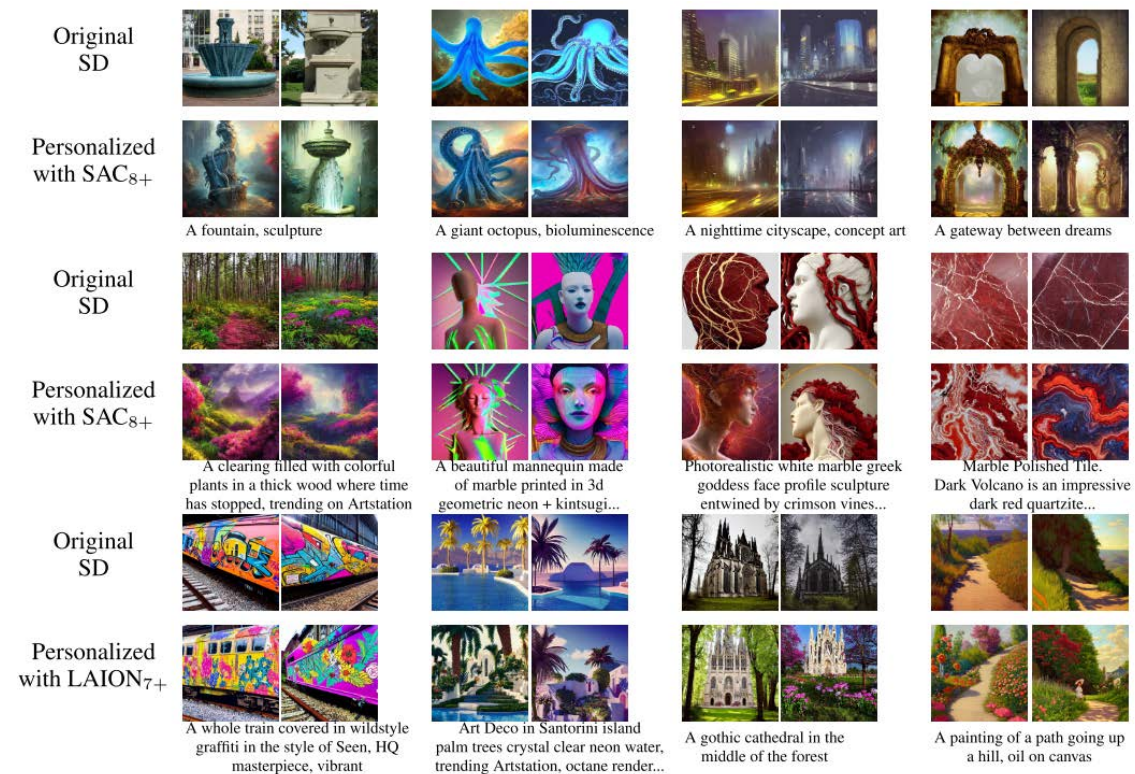 Original
SD
Personalized
with SAC₈₊
A fountain, sculpture
A giant octopus, bioluminescence
A nighttime cityscape, concept art
A gateway between dreams
Original
SD
Personalized
with SAC₈₊
A clearing filled with colorful
plants in a thick wood where time
has stopped, trending on Artstation
A beautiful mannequin made
of marble printed in 3d
geometric neon + kintsugi...
Photorealistic white marble greek
goddess face profile sculpture
entwined by crimson vines...
Marble Polished Tile.
Dark Volcano is an impressive
dark red quartzite...
Original
SD
Personalized
with LAION₇₊
A whole train covered in wildstyle
graffiti in the style of Seen, HQ
masterpiece, vibrant
Art Deco in Santorini island
palm trees crystal clear neon water,
trending Artstation, octane render...
A gothic cathedral in the
middle of the forest
A painting of a path going up
a hill, oil on canvas